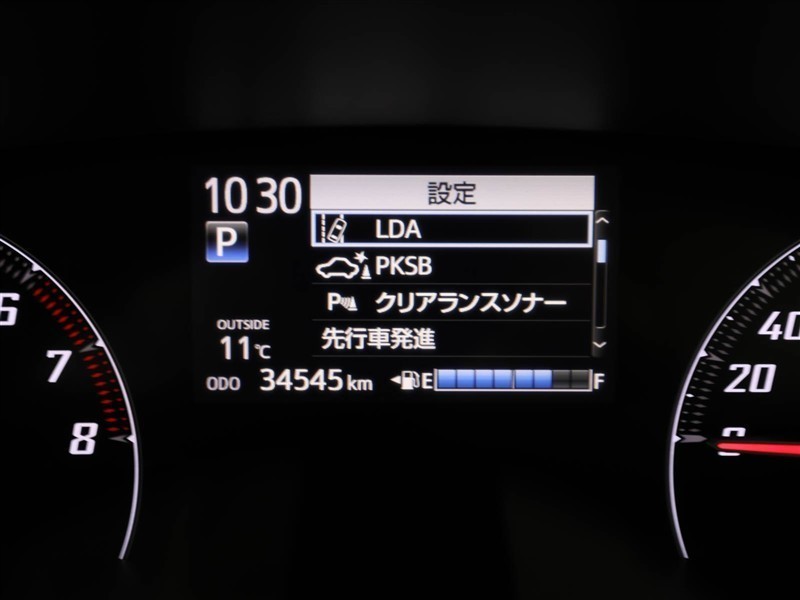 10 30
設定
LDA
P
PKSB
P クリアランスソナー
OUTSIDE
11℃
先行車発進
ODO 34545 km
E F
6
7
8
40
20
0